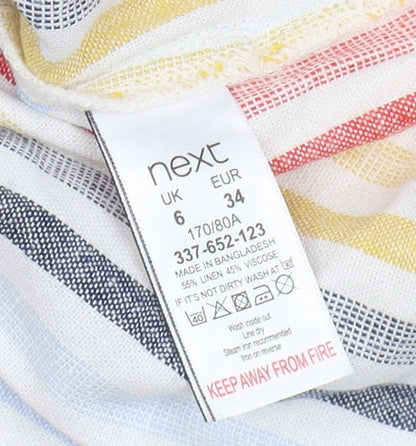 next
UK EUR
6 34
170/80A
337-652-123
MADE IN BANGLADESH
55% LINEN 45% VISCOSE
IF IT'S NOT DIRTY WASH AT 30
40
Wash inside out
Line dry
Steam iron recommended
Iron on reverse
KEEP AWAY FROM FIRE